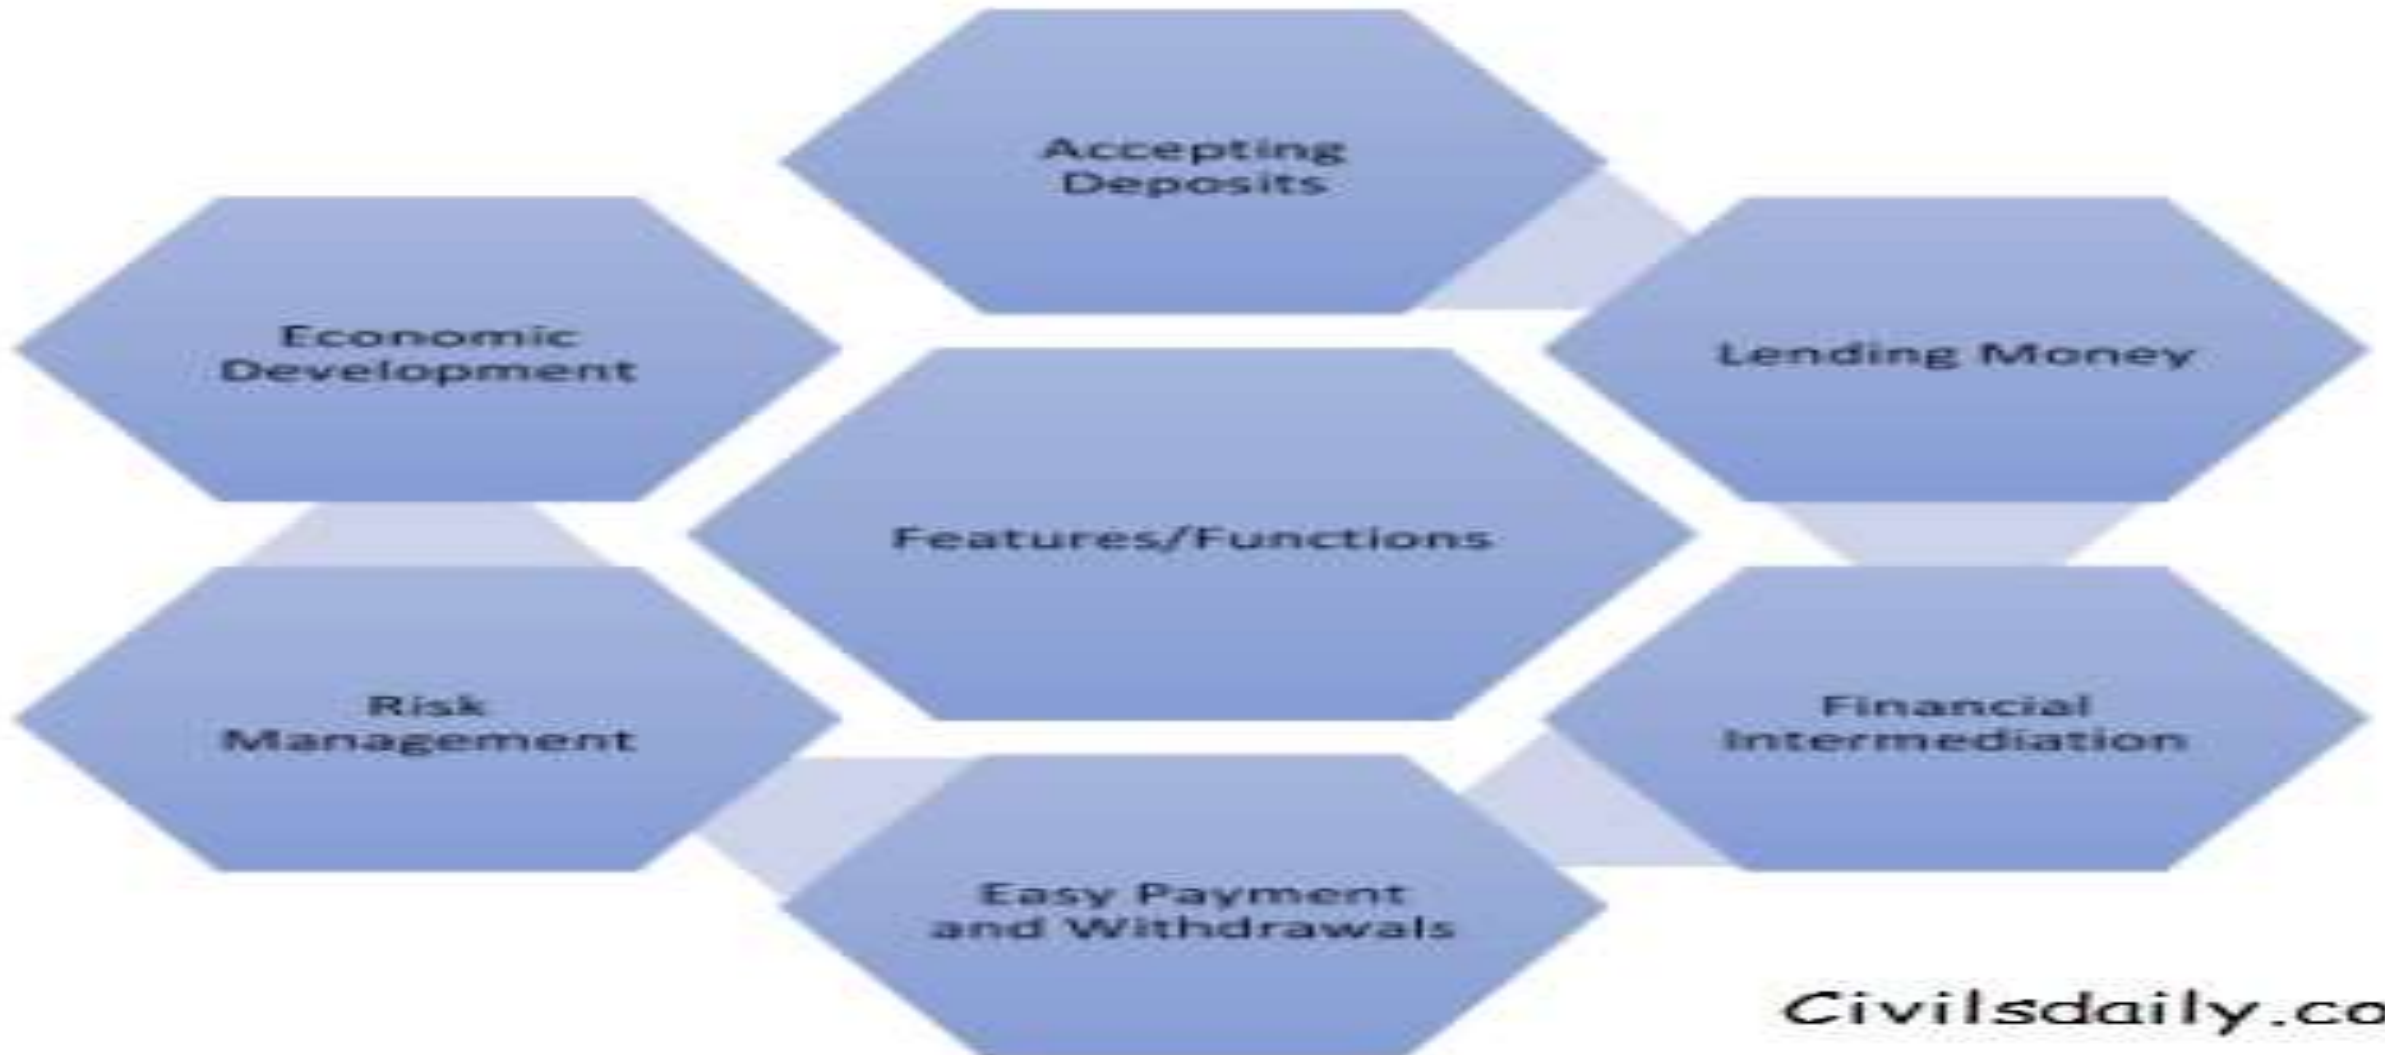 Accepting
Deposits
Lending Money
Financial
Intermediation
Easy Payment
and Withdrawals
Risk
Management
Economic
Development
Features/Functions
Civilsdaily.co